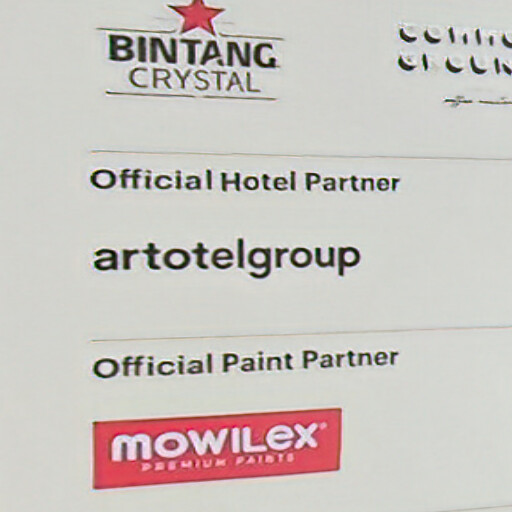 BINTANG
CRYSTAL
Official Hotel Partner
artotelgroup
Official Paint Partner
mowilex®
PREMIUM PAINTS